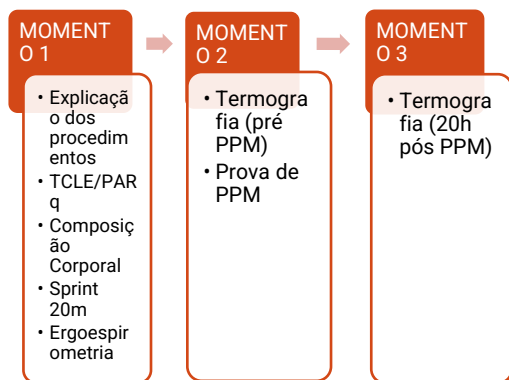 MOMENT
O 1
• Explicaçã
o dos
procedim
entos
• TCLE/PAR
q
• Composiç
ão
Corporal
• Sprint
20m
• Ergoespir
ometria
MOMENT
O 2
• Termogra
fia (pré
PPM)
• Prova de
PPM
MOMENT
O 3
• Termogra
fia (20h
pós PPM)